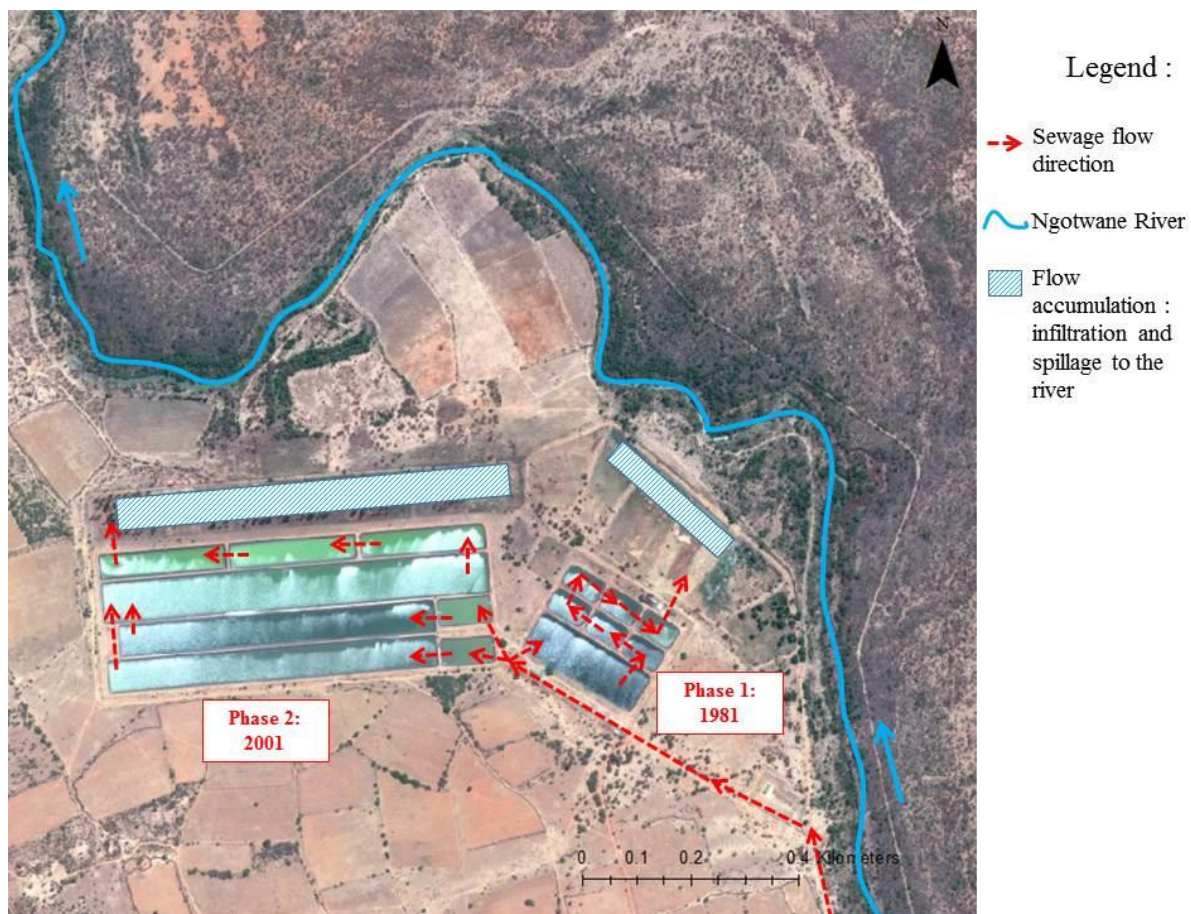 N
Legend :
Sewage flow
direction
Ngotwane River
Flow
accumulation :
infiltration and
spillage to the
river
Phase 1:
1981
Phase 2:
2001
0 0.1 0.2 0.4 Kilometers